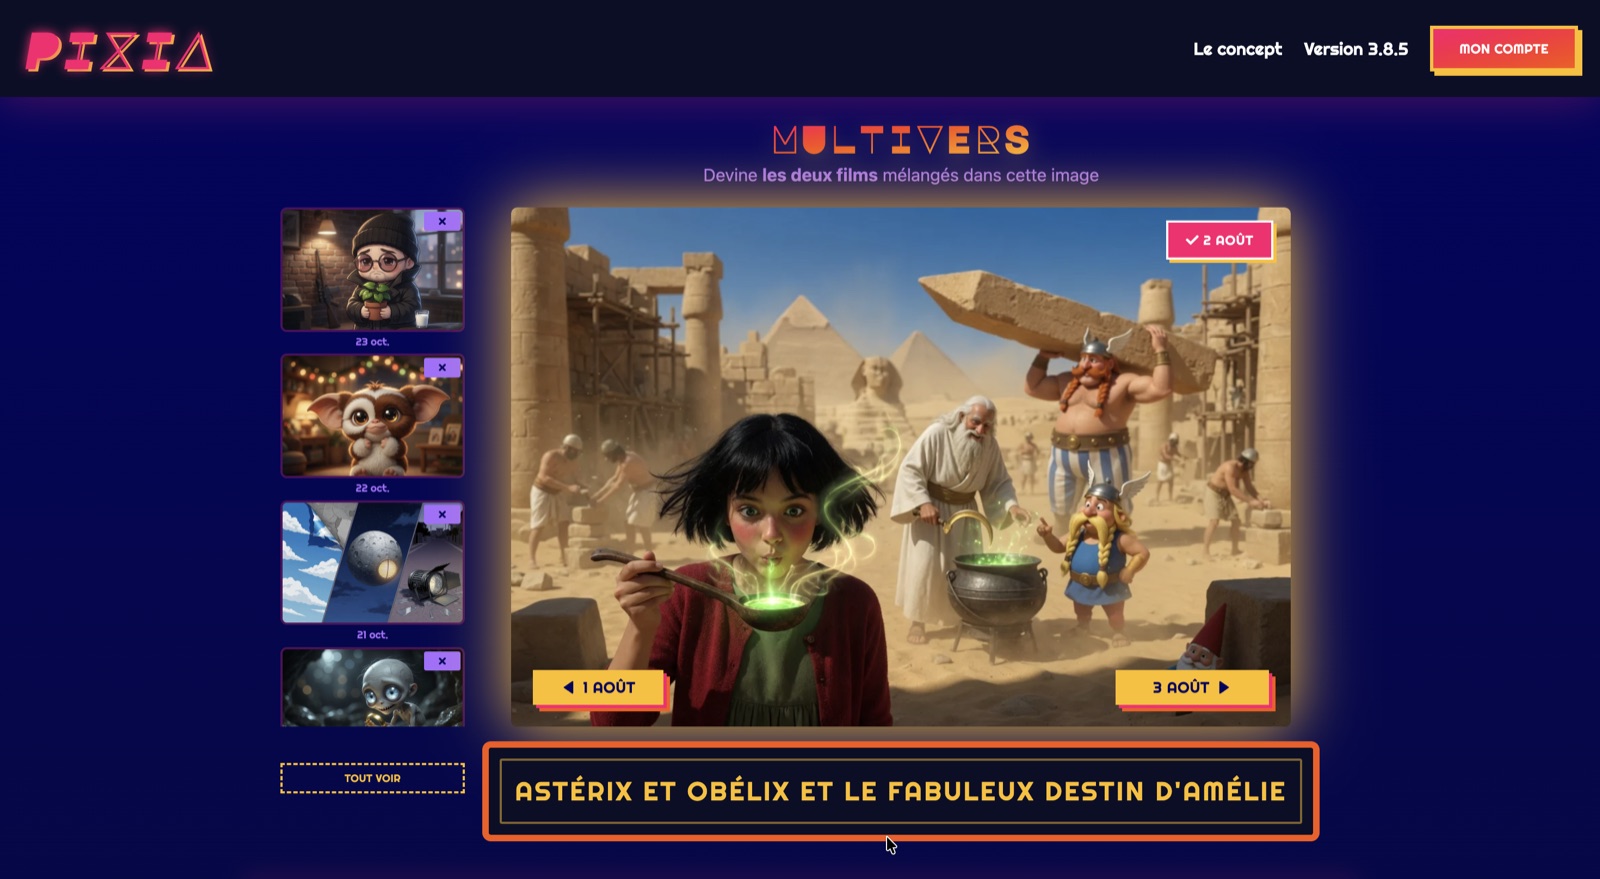 PIXIA
Le concept
Version 3.8.5
MON COMPTE
MULTIVERS
Devine les deux films mélangés dans cette image
23 oct.
22 oct.
21 oct.
TOUT VOIR
2 AOÛT
1 AOÛT
3 AOÛT
ASTÉRIX ET OBÉLIX ET LE FABULEUX DESTIN D'AMÉLIE